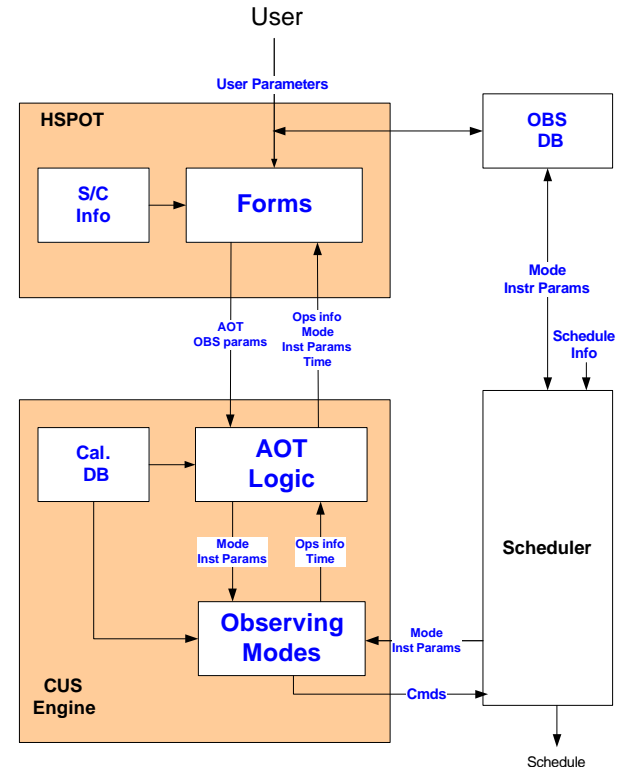 User
User Parameters
HSPOT
OBS
DB
S/C
Info
Forms
Mode
Instr Params
AOT
OBS params
Ops info
Mode
Inst Params
Time
Schedule
Info
Cal.
DB
AOT
Logic
Mode
Inst Params
Ops info
Time
Scheduler
Observing
Modes
Mode
Inst Params
CUS
Engine
Cmds
Schedule